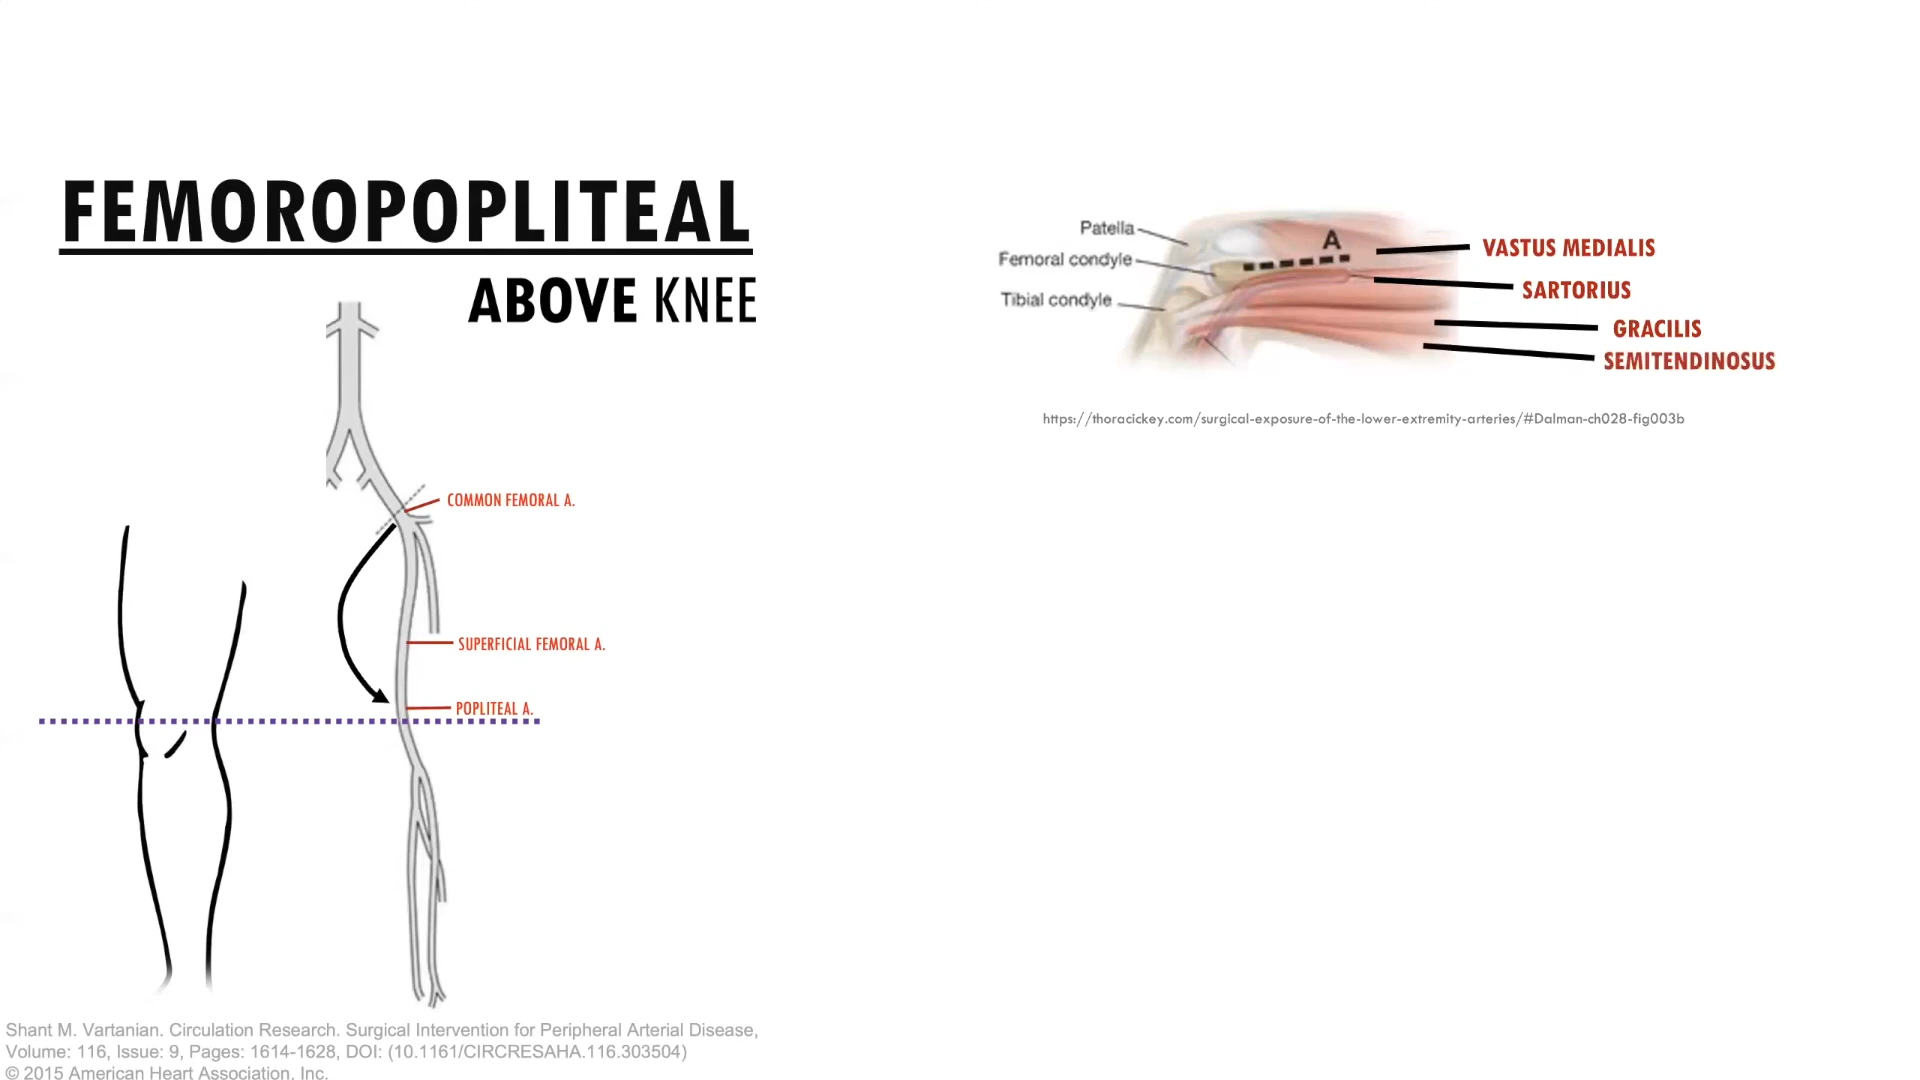 FEMOROPOPLITEAL
ABOVE KNEE
COMMON FEMORAL A.
SUPERFICIAL FEMORAL A.
POPLITEAL A.
Shant M. Vartanian. Circulation Research. Surgical Intervention for Peripheral Arterial Disease,
Volume: 116, Issue: 9, Pages: 1614-1628, DOI: (10.1161/CIRCRESAHA.116.303504)
© 2015 American Heart Association. Inc.
Patella
Femoral condyle
Tibial condyle
A
VASTUS MEDIALIS
SARTORIUS
GRACILIS
SEMITENDINOSUS
https://thoracickey.com/surgical-exposure-of-the-lower-extremity-arteries/#Dalman-ch028-fig003b